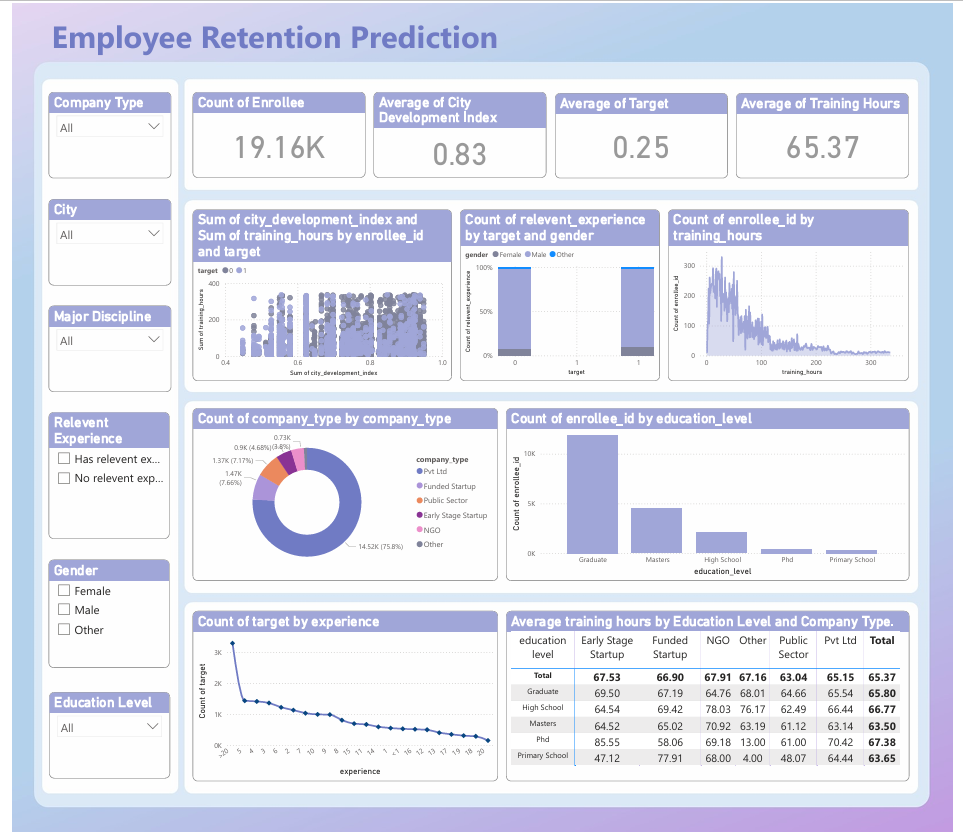 Employee Retention Prediction
Company Type
All
City
All
Major Discipline
All
Relevent
Experience
Has relevent ex...
No relevent exp...
Gender
Female
Male
Other
Education Level
All
Count of Enrollee
19.16K
Average of City
Development Index
0.83
Average of Target
0.25
Average of Training Hours
65.37
Sum of city_development_index and
Sum of training_hours by enrollee_id
and target
target 0 1
Sum of training_hours
400
200
0
0.4 0.6 0.8 1.0
Sum of city_development_index
Count of relevent_experience
by target and gender
gender Female Male Other
Count of relevent_experience
100%
50%
0%
0 1 1
target
Count of enrollee_id by
training_hours
Count of enrollee_id
300
200
100
0
0 100 200 300
training_hours
Count of company_type by company_type
0.73K
(3.8%)
0.9K (4.68%)
1.37K (7.17%)
1.47K
(7.66%)
14.52K (75.8%)
company_type
Pvt Ltd
Funded Startup
Public Sector
Early Stage Startup
NGO
Other
Count of enrollee_id by education_level
Count of enrollee_id
10K
5K
0K
Graduate Masters High School Phd Primary School
education_level
Count of target by experience
Count of target
3K
2K
1K
0K
>20 5 4 3 6 2 7 10 9 8 15 11 14 1 <1 16 12 13 17 19 18 20
experience
Average training hours by Education Level and Company Type.
education level Early Stage Startup Funded Startup NGO Other Public Sector Pvt Ltd Total
Total 67.53 66.90 67.91 67.16 63.04 65.15 65.37
Graduate 69.50 67.19 64.76 68.01 64.66 65.54 65.80
High School 64.54 69.42 78.03 76.17 62.49 66.44 66.77
Masters 64.52 65.02 70.92 63.19 61.12 63.14 63.50
Phd 85.55 58.06 69.18 13.00 61.00 70.42 67.38
Primary School 47.12 77.91 68.00 4.00 48.07 64.44 63.65